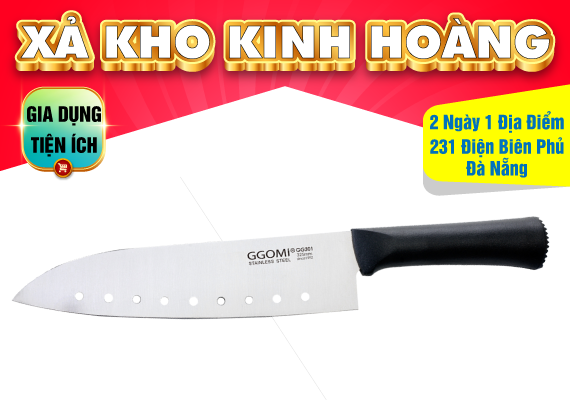 XẢ KHO KINH HOÀNG
GIA DỤNG
TIỆN ÍCH
2 Ngày 1 Địa Điểm
231 Điện Biên Phủ
Đà Nẵng
GGOMi® GG301
STAINLESS STEEL